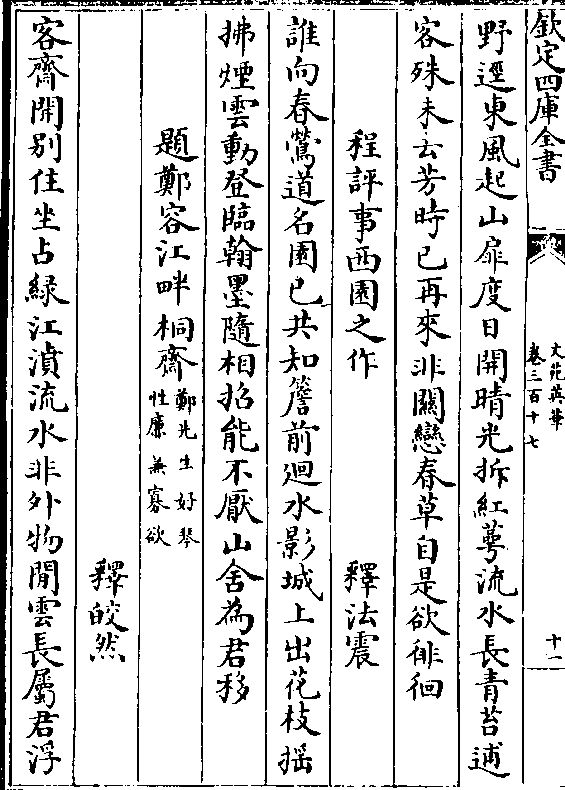 欽定四庫全書
文苑英華
卷三百十七
十一
野逕東風起山扉度日開晴光拆紅萼流水長青苔逋
客殊未去芳時已再來非關戀春草自是欲徘徊
程評事西園之作
釋法震
誰向春鶯道名園已共知簷前迴水影城上出花枝揺
拂煙雲動登臨翰墨隨相招能不厭山舍為君移
題鄭容江畔桐齋
鄭先生好琴
性廉無寡欲
釋皎然
客齋開別住坐占緑江濆流水非外物閒雲長屬君浮